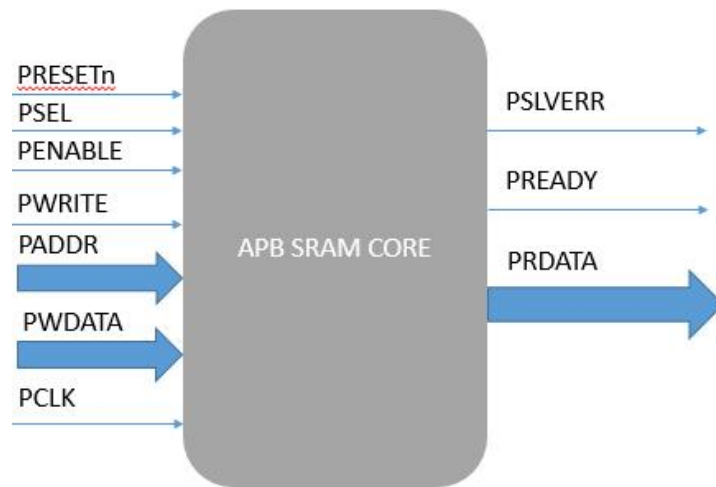 PRESETn
PSEL
PENABLE
PWRITE
PADDR
PWDATA
PCLK
APB SRAM CORE
PSLVERR
PREADY
PRDATA